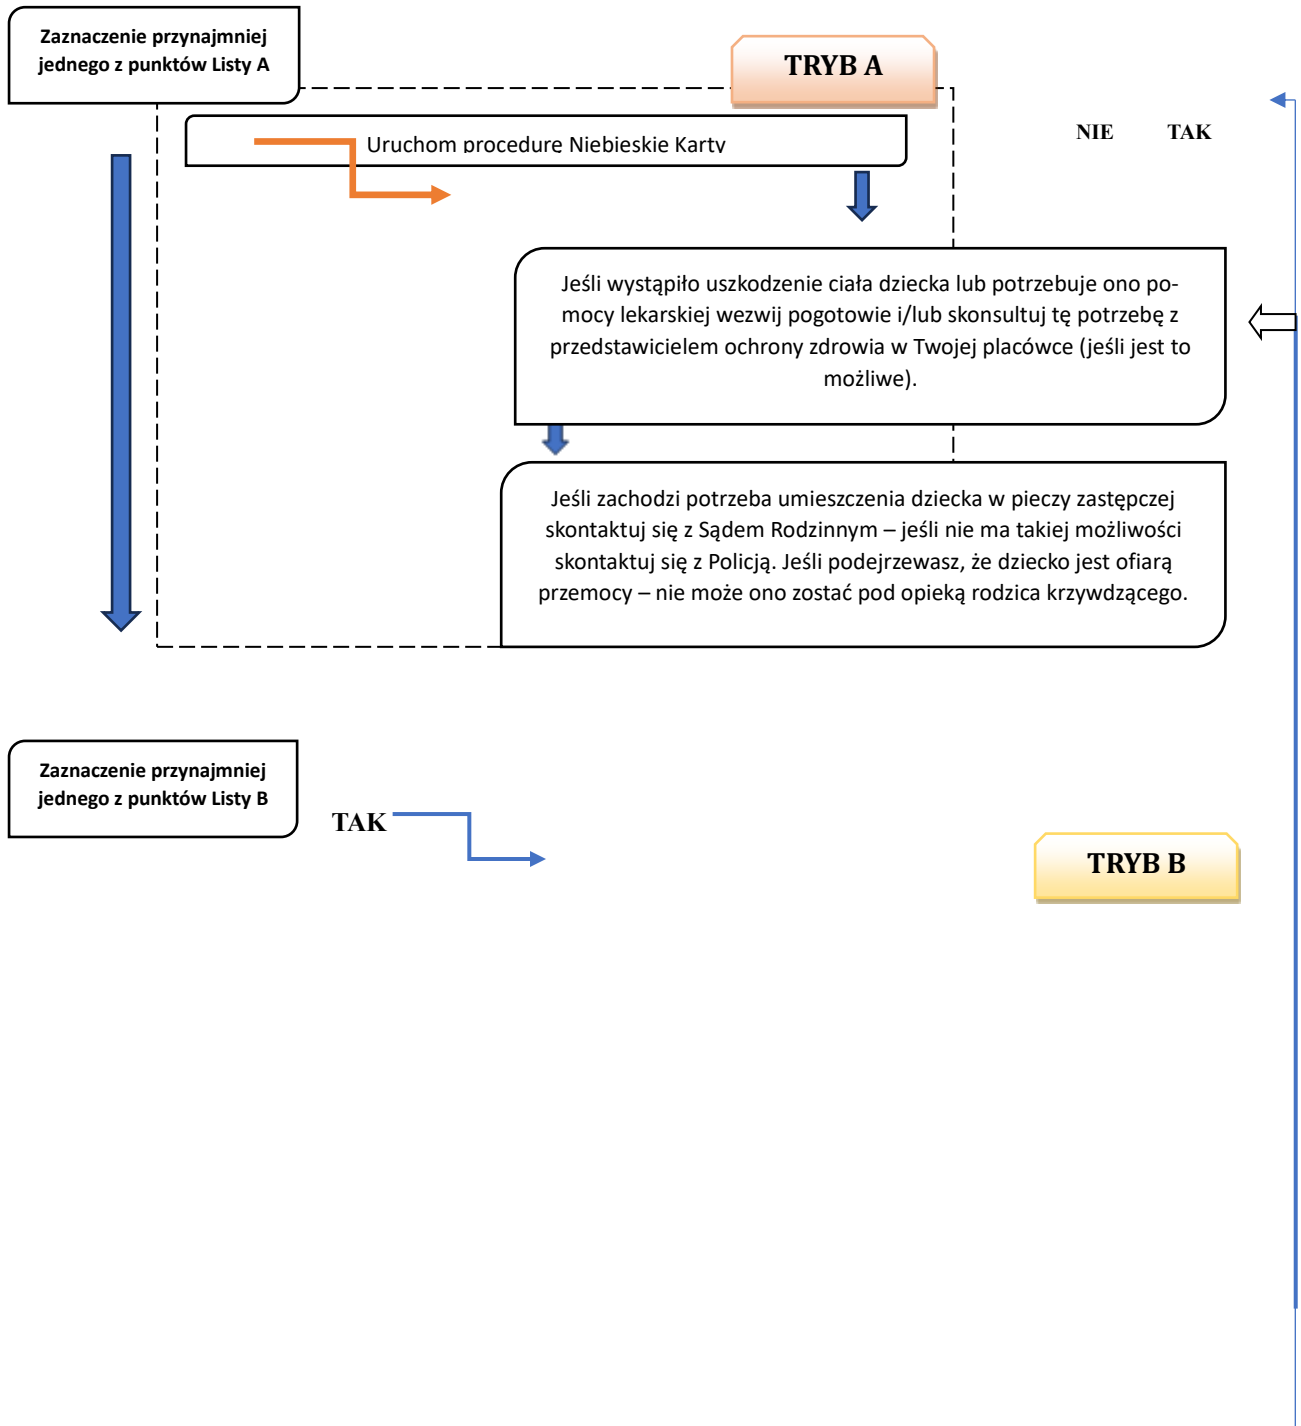 Zaznaczenie przynajmniej
jednego z punktów Listy A
TRYB A
NIE TAK
Uruchom procedurę Niebieskie Karty
Jeśli wystąpiło uszkodzenie ciała dziecka lub potrzebuje ono po-
mocy lekarskiej wezwij pogotowie i/lub skonsultuj tę potrzebę z
przedstawicielem ochrony zdrowia w Twojej placówce (jeśli jest to
możliwe).
Jeśli zachodzi potrzeba umieszczenia dziecka w pieczy zastępczej
skontaktuj się z Sądem Rodzinnym – jeśli nie ma takiej możliwości
skontaktuj się z Policją. Jeśli podejrzewasz, że dziecko jest ofiarą
przemocy – nie może ono zostać pod opieką rodzica krzywdzącego.
Zaznaczenie przynajmniej
jednego z punktów Listy B
TAK
TRYB B